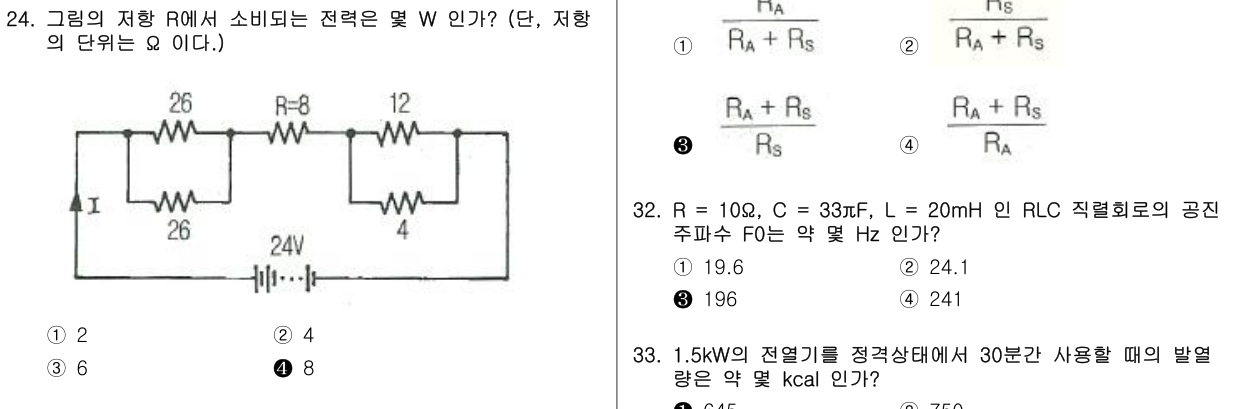 24. 그림의 저항 R에서 소비되는 전력은 몇 W 인가? (단, 저항
의 단위는 Ω 이다.)
26
R=8
12
I
26
4
24V
① 2
② 4
③ 6
❹ 8
R_A
① R_A + R_S
R_S
② R_A + R_S
R_A + R_S
❸ R_S
R_A + R_S
④ R_A
32. R = 10Ω, C = 33πF, L = 20mH 인 RLC 직렬회로의 공진
주파수 F0는 약 몇 Hz 인가?
① 19.6
② 24.1
❸ 196
④ 241
33. 1.5kW의 전열기를 정격상태에서 30분간 사용할 때의 발열
량은 약 몇 kcal 인가?
❶ 645
② 750